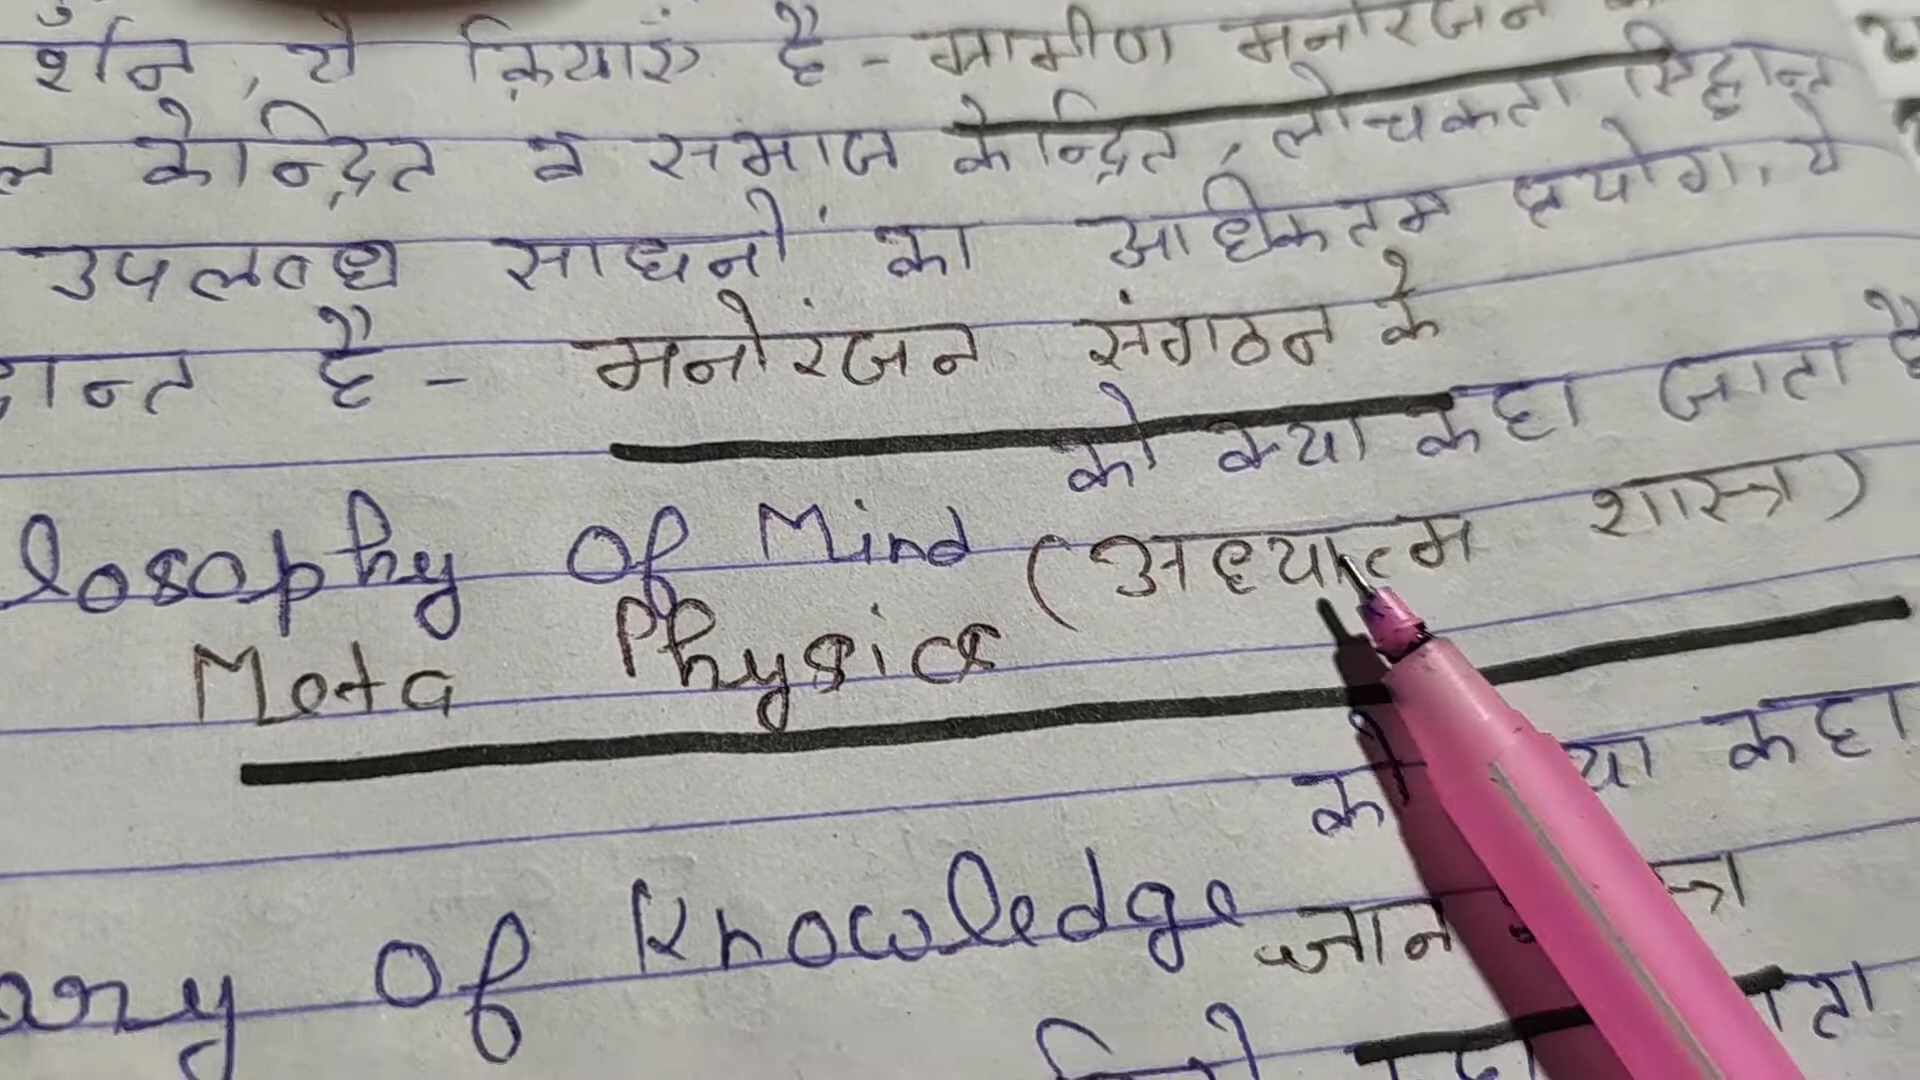 र्शन, ये क्रियाएं है - ग्रामीण मनोरंजन
केन्द्रित व समाज केन्द्रित, लोचकता सिद्धान्त
उपलब्ध साधनों का अधिकतम प्रयोग, ये
द्धान्त है - मनोरंजन संगठन के
losophy of Mind को क्या कहा जाता है
Meta Physics (अध्यात्म शास्त्र)
ory of Knowledge को क्या कहा
ज्ञान